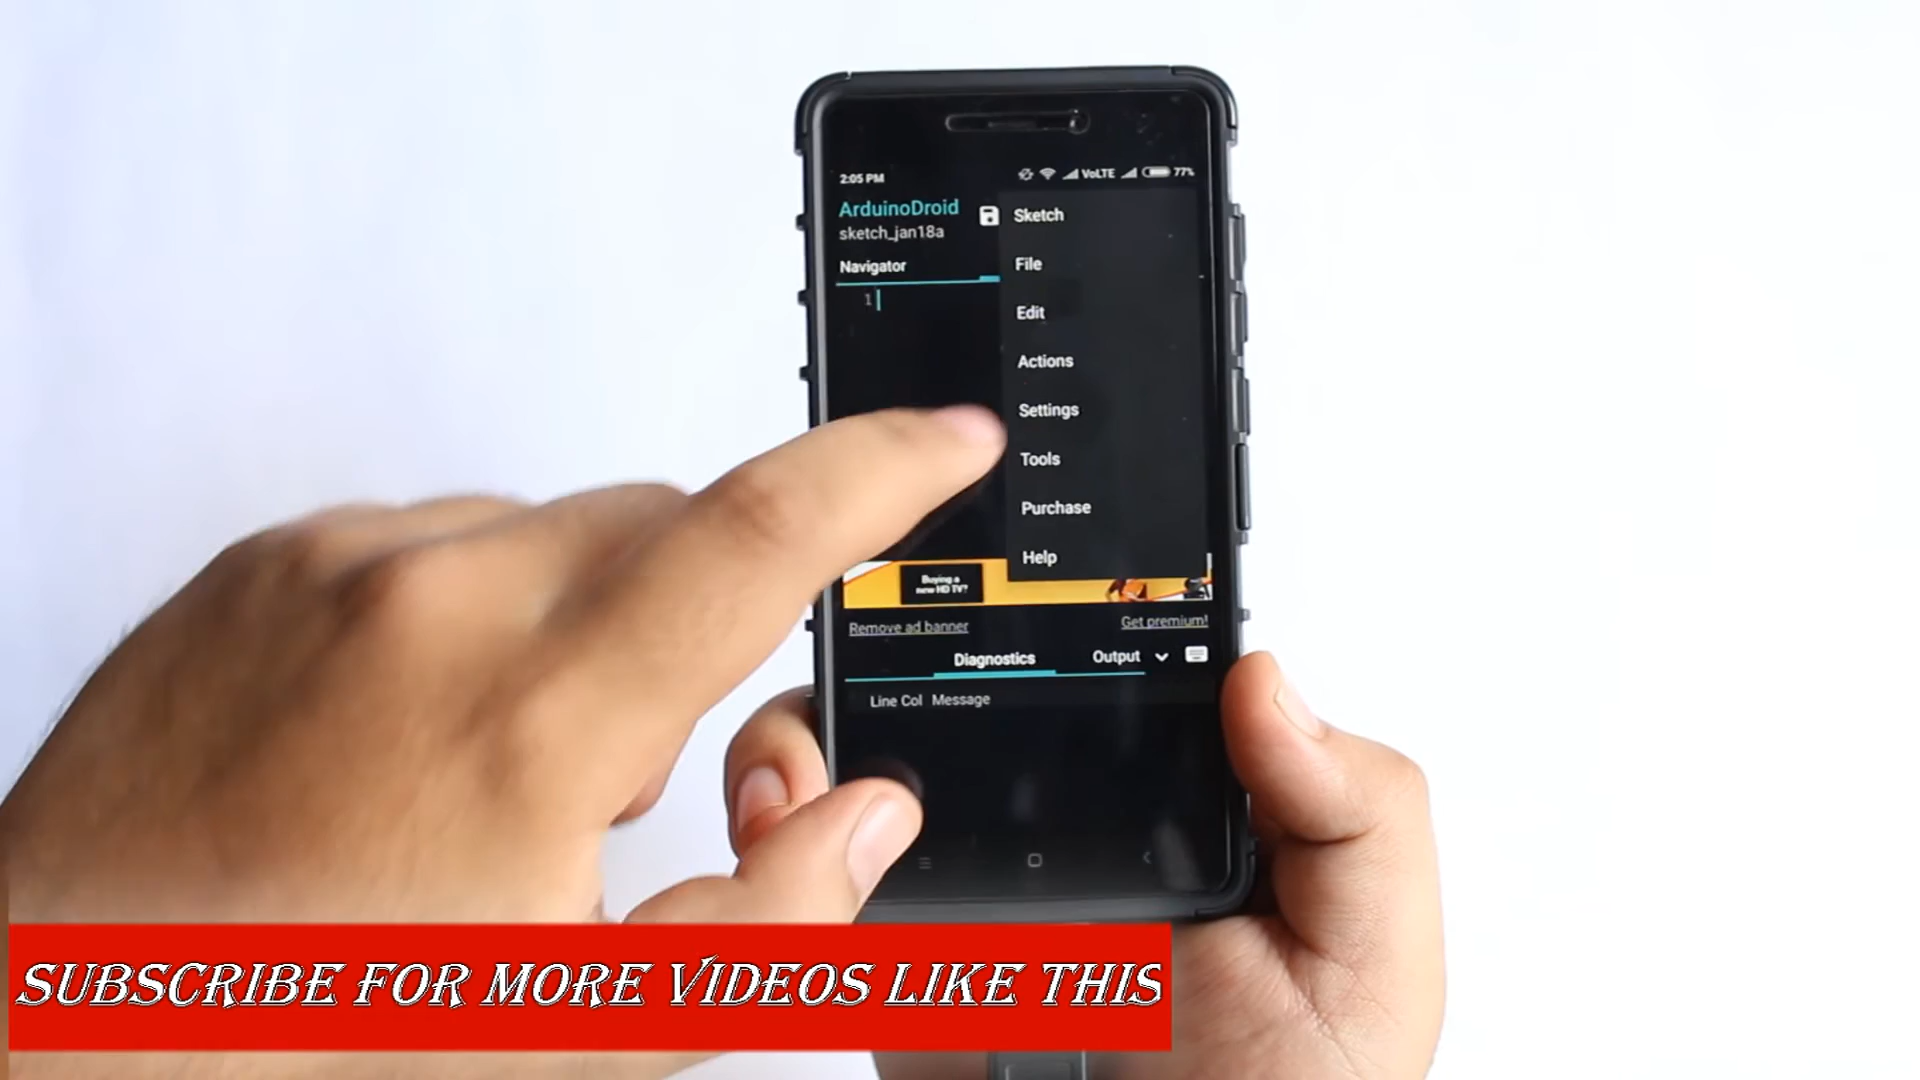 2:05 PM
VoLTE 77%
ArduinoDroid
sketch_jan18a
Navigator
1
Sketch
File
Edit
Actions
Settings
Tools
Purchase
Help
Buying a
new HD TV?
Remove ad banner
Get premium!
Diagnostics Output
Line Col Message
SUBSCRIBE FOR MORE VIDEOS LIKE THIS